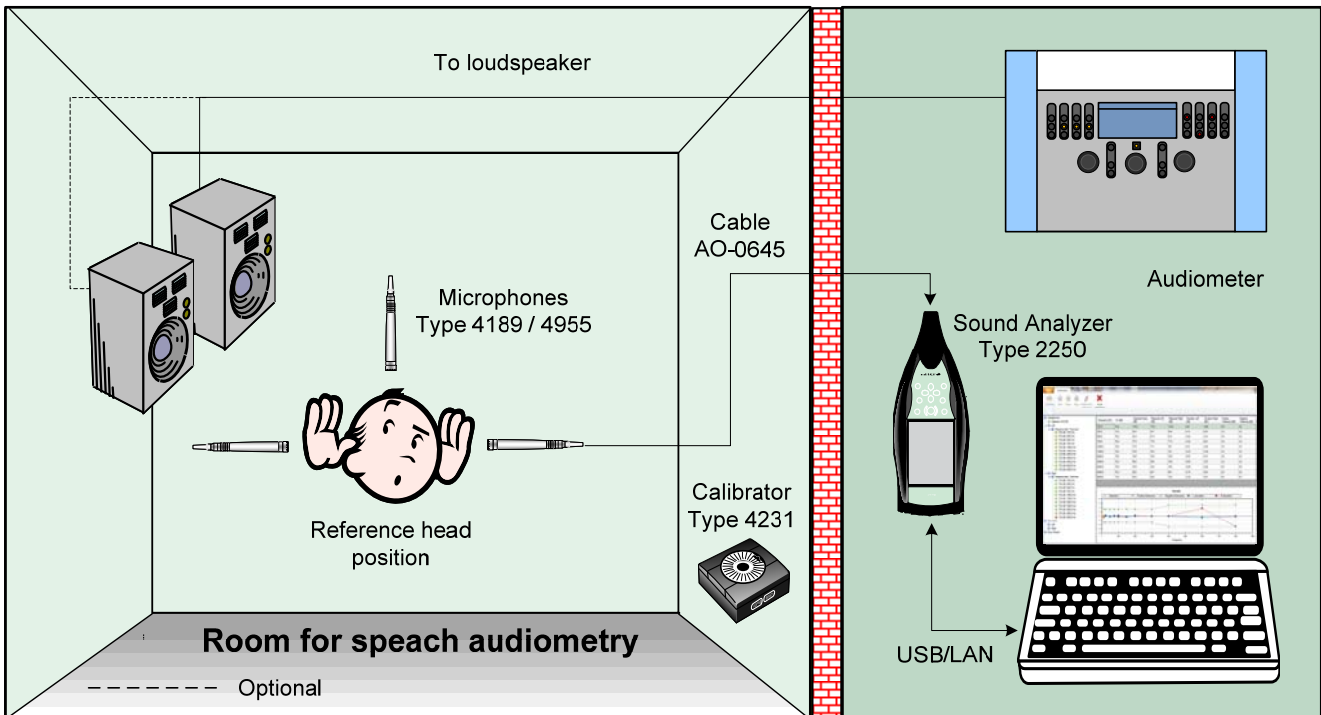 To loudspeaker
Cable
AO-0645
Audiometer
Microphones
Type 4189 / 4955
Sound Analyzer
Type 2250
Calibrator
Type 4231
Reference head
position
Room for speach audiometry
USB/LAN
Optional